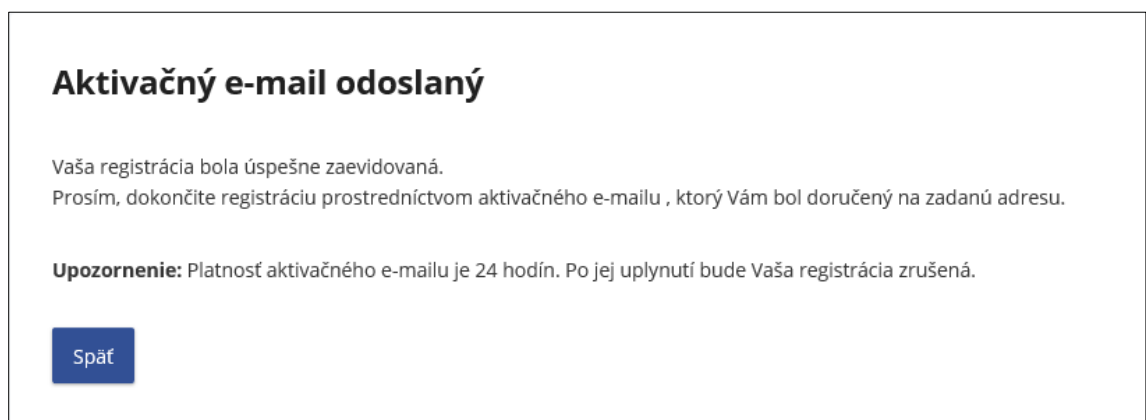 Aktivačný e-mail odoslaný
Vaša registrácia bola úspešne zaevidovaná.
Prosím, dokončite registráciu prostredníctvom aktivačného e-mailu , ktorý Vám bol doručený na zadanú adresu.
Upozornenie: Platnosť aktivačného e-mailu je 24 hodín. Po jej uplynutí bude Vaša registrácia zrušená.
Späť